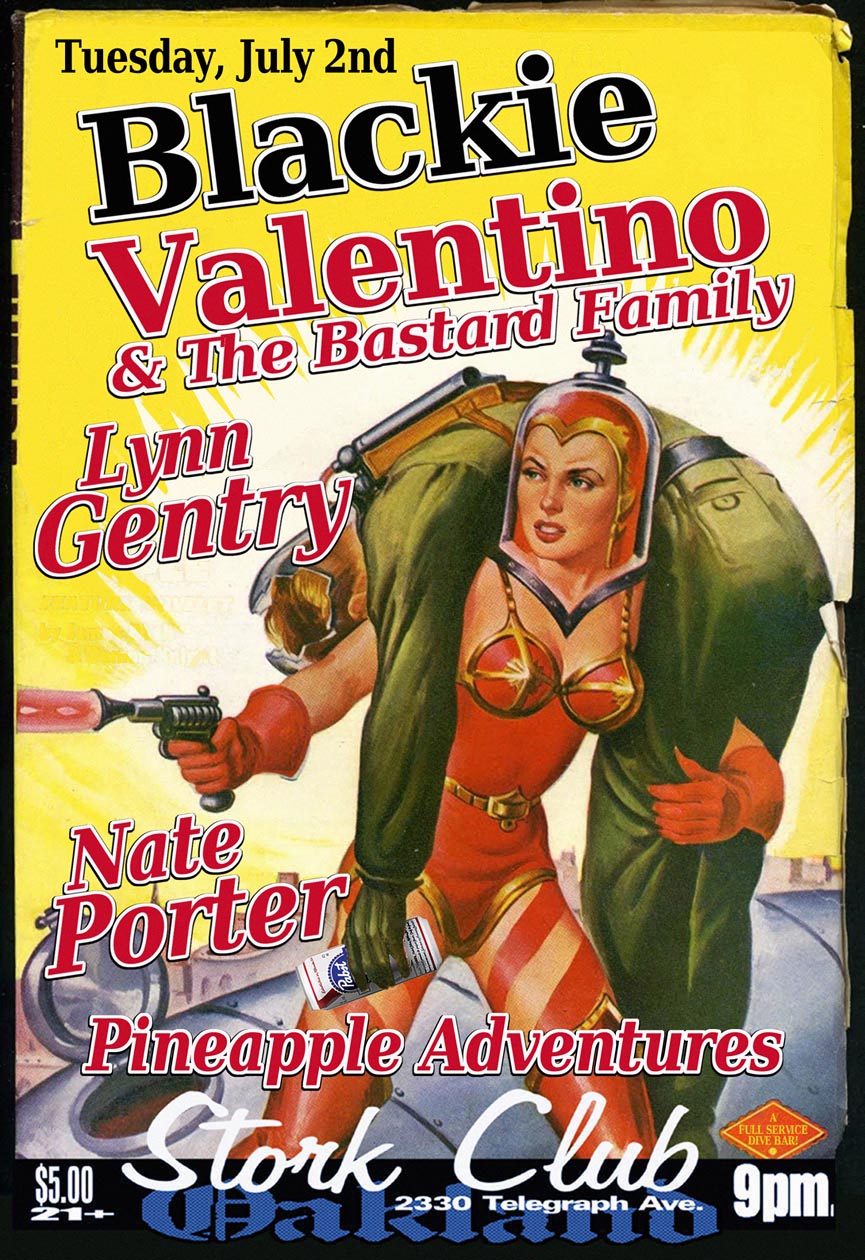 Tuesday, July 2nd
Blackie
Valentino
& The Bastard Family
Lynn
Gentry
Nate
Porter
Pabst
Pineapple Adventures
Stork Club
A
FULL SERVICE
DIVE BAR!
$5.00
21+
2330 Telegraph Ave.
Oakland
9pm.